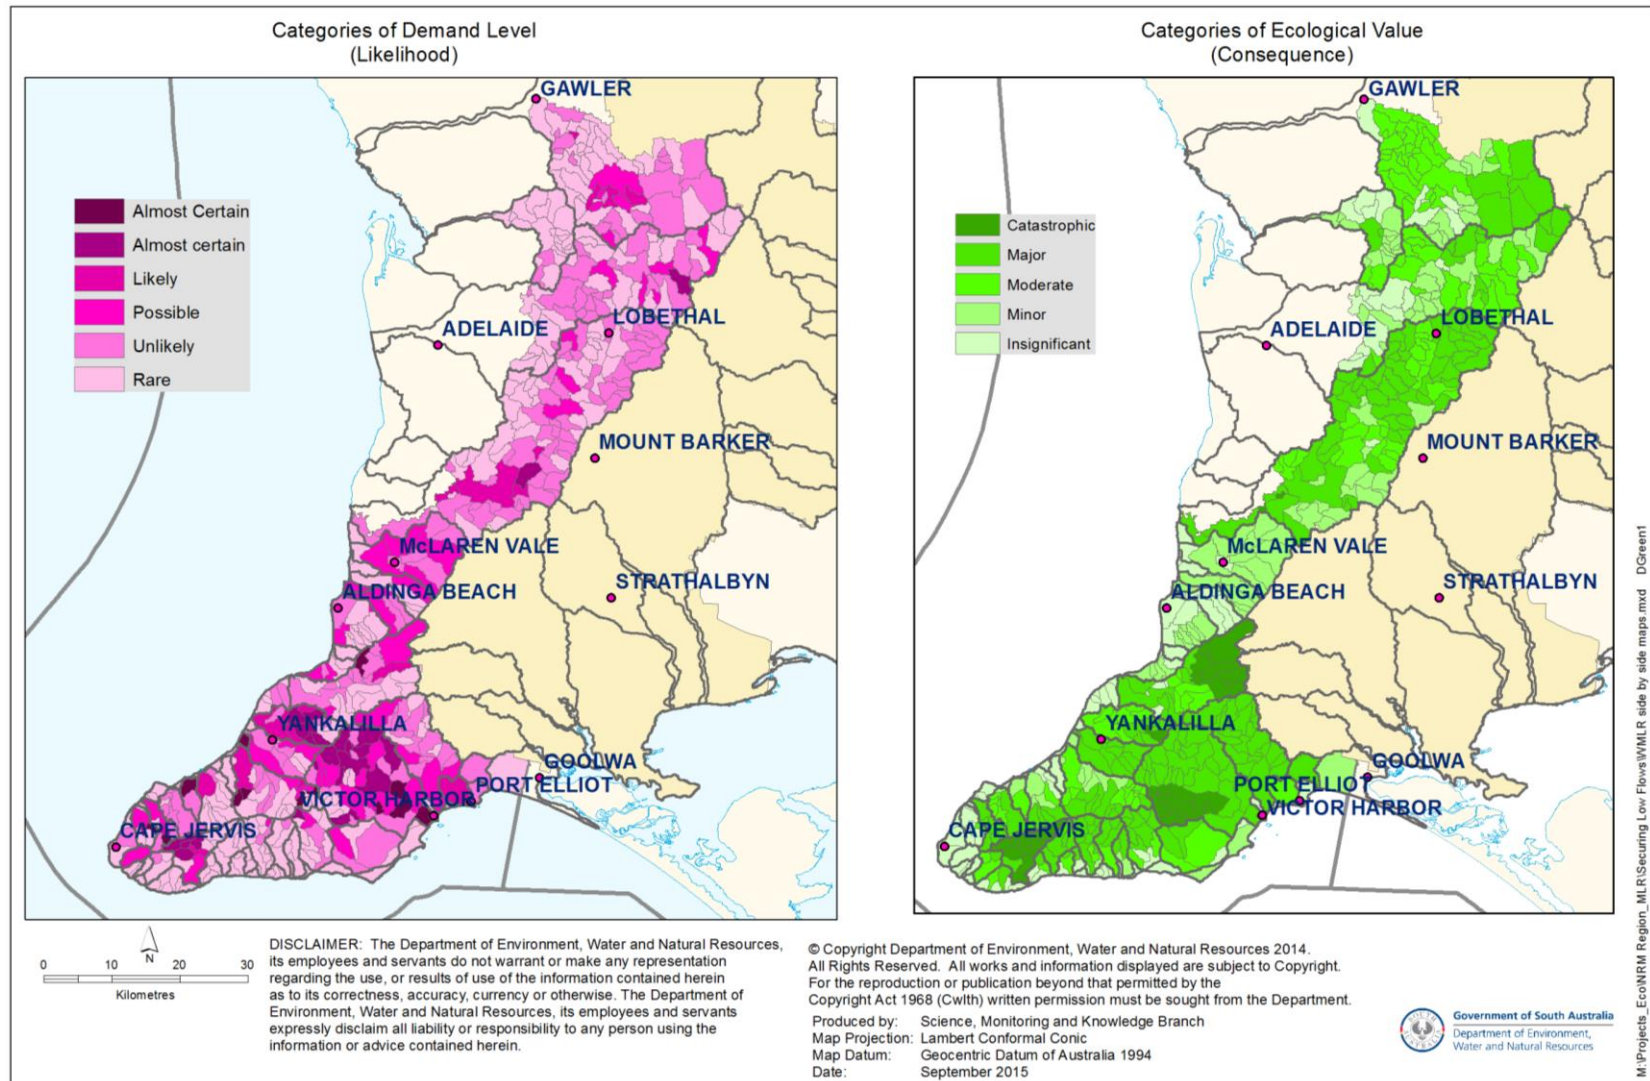 Categories of Demand Level
(Likelihood)
GAWLER
Almost Certain
Almost certain
Likely
Possible
Unlikely
Rare
ADELAIDE
LOBETHAL
MOUNT BARKER
McLAREN VALE
ALDINGA BEACH
STRATHALBYN
YANKALILLA
GOOLWA
PORT ELLIOT
VICTOR HARBOR
CAPE JERVIS
Categories of Ecological Value
(Consequence)
GAWLER
Catastrophic
Major
Moderate
Minor
Insignificant
ADELAIDE
LOBETHAL
MOUNT BARKER
McLAREN VALE
ALDINGA BEACH
STRATHALBYN
YANKALILLA
GOOLWA
PORT ELLIOT
VICTOR HARBOR
CAPE JERVIS
0 10 20 30
N
Kilometres
DISCLAIMER: The Department of Environment, Water and Natural Resources,
its employees and servants do not warrant or make any representation
regarding the use, or results of use of the information contained herein
as to its correctness, accuracy, currency or otherwise. The Department of
Environment, Water and Natural Resources, its employees and servants
expressly disclaim all liability or responsibility to any person using the
information or advice contained herein.
© Copyright Department of Environment, Water and Natural Resources 2014.
All Rights Reserved. All works and information displayed are subject to Copyright.
For the reproduction or publication beyond that permitted by the
Copyright Act 1968 (Cwlth) written permission must be sought from the Department.
Produced by: Science, Monitoring and Knowledge Branch
Map Projection: Lambert Conformal Conic
Map Datum: Geocentric Datum of Australia 1994
Date: September 2015
Government of South Australia
Department of Environment,
Water and Natural Resources
M:\Projects_Eco\NRM Region_MLR\Securing Low Flows\WMLR side by side maps.mxd DGreen1